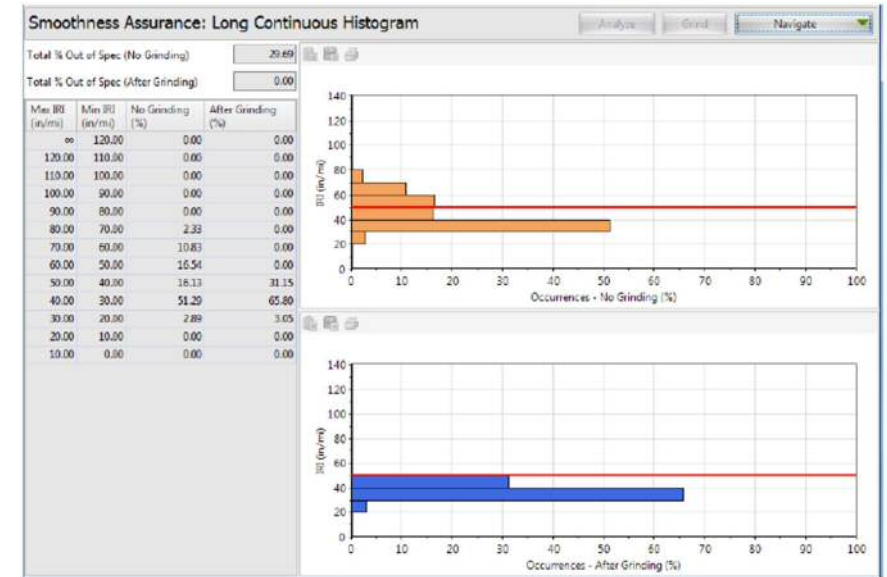 Smoothness Assurance: Long Continuous Histogram
Analyze Grind Navigate
Total % Out of Spec (No Grinding) 29.69
Total % Out of Spec (After Grinding) 0.00
Max IRI (in/mi) Min IRI (in/mi) No Grinding (%) After Grinding (%)
∞ 120.00 0.00 0.00
120.00 110.00 0.00 0.00
110.00 100.00 0.00 0.00
100.00 90.00 0.00 0.00
90.00 80.00 0.00 0.00
80.00 70.00 2.33 0.00
70.00 60.00 10.83 0.00
60.00 50.00 16.54 0.00
50.00 40.00 16.13 31.15
40.00 30.00 51.29 65.80
30.00 20.00 2.89 3.05
20.00 10.00 0.00 0.00
10.00 0.00 0.00 0.00
IRI (in/mi)
140
120
100
80
60
40
20
0
0 10 20 30 40 50 60 70 80 90 100
Occurrences - No Grinding (%)
IRI (in/mi)
140
120
100
80
60
40
20
0
0 10 20 30 40 50 60 70 80 90 100
Occurrences - After Grinding (%)